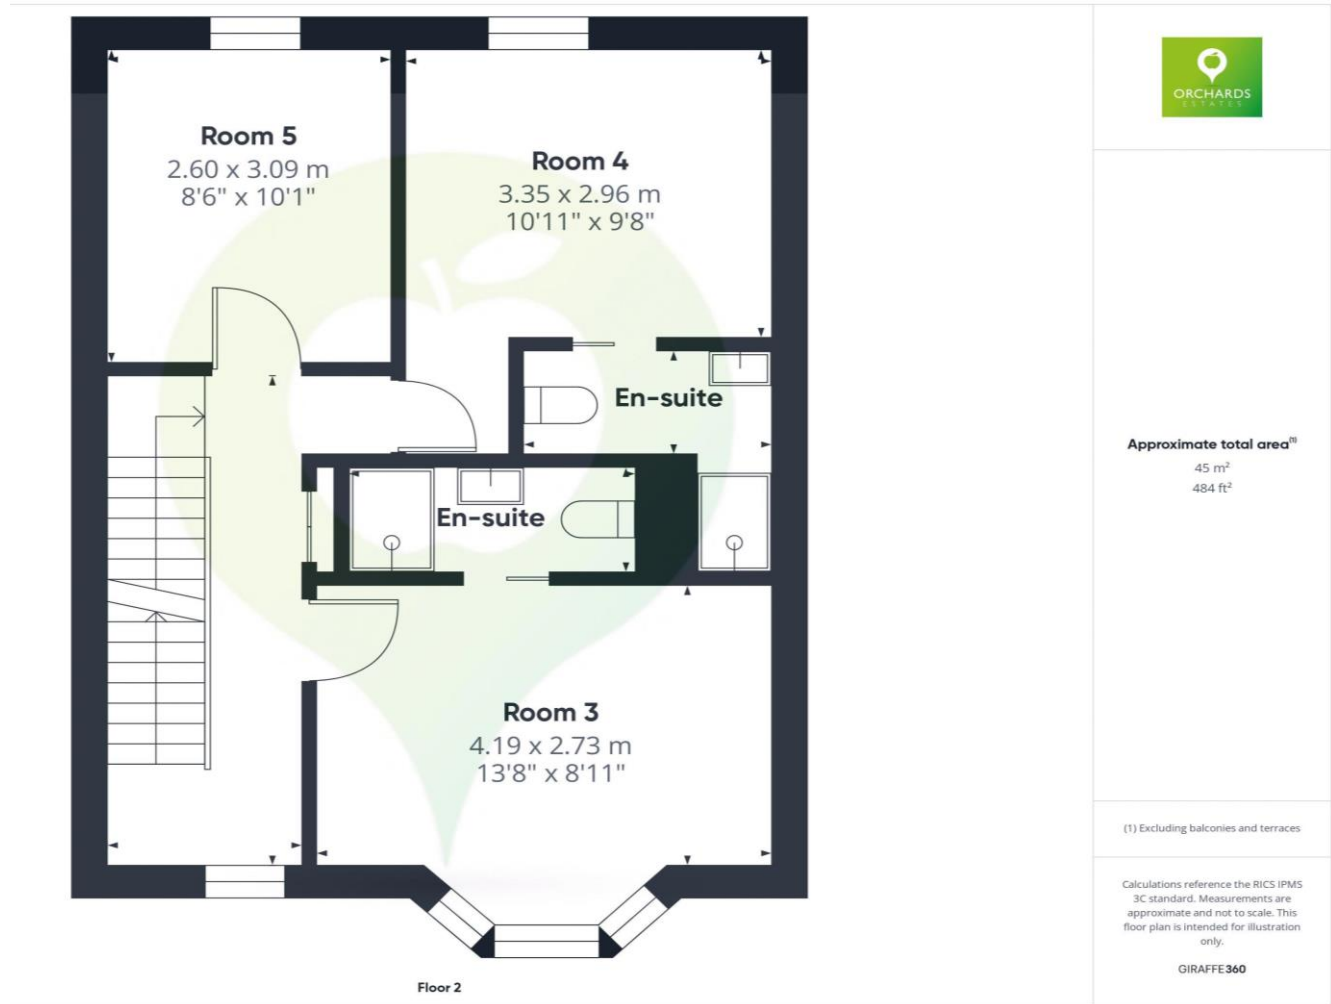 Room 5
2.60 x 3.09 m
8'6" x 10'1"
Room 4
3.35 x 2.96 m
10'11" x 9'8"
En-suite
En-suite
Room 3
4.19 x 2.73 m
13'8" x 8'11"
Floor 2
ORCHARDS
ESTATES
Approximate total area(1)
45 m²
484 ft²
(1) Excluding balconies and terraces
Calculations reference the RICS IPMS
3C standard. Measurements are
approximate and not to scale. This
floor plan is intended for illustration
only.
GIRAFFE360